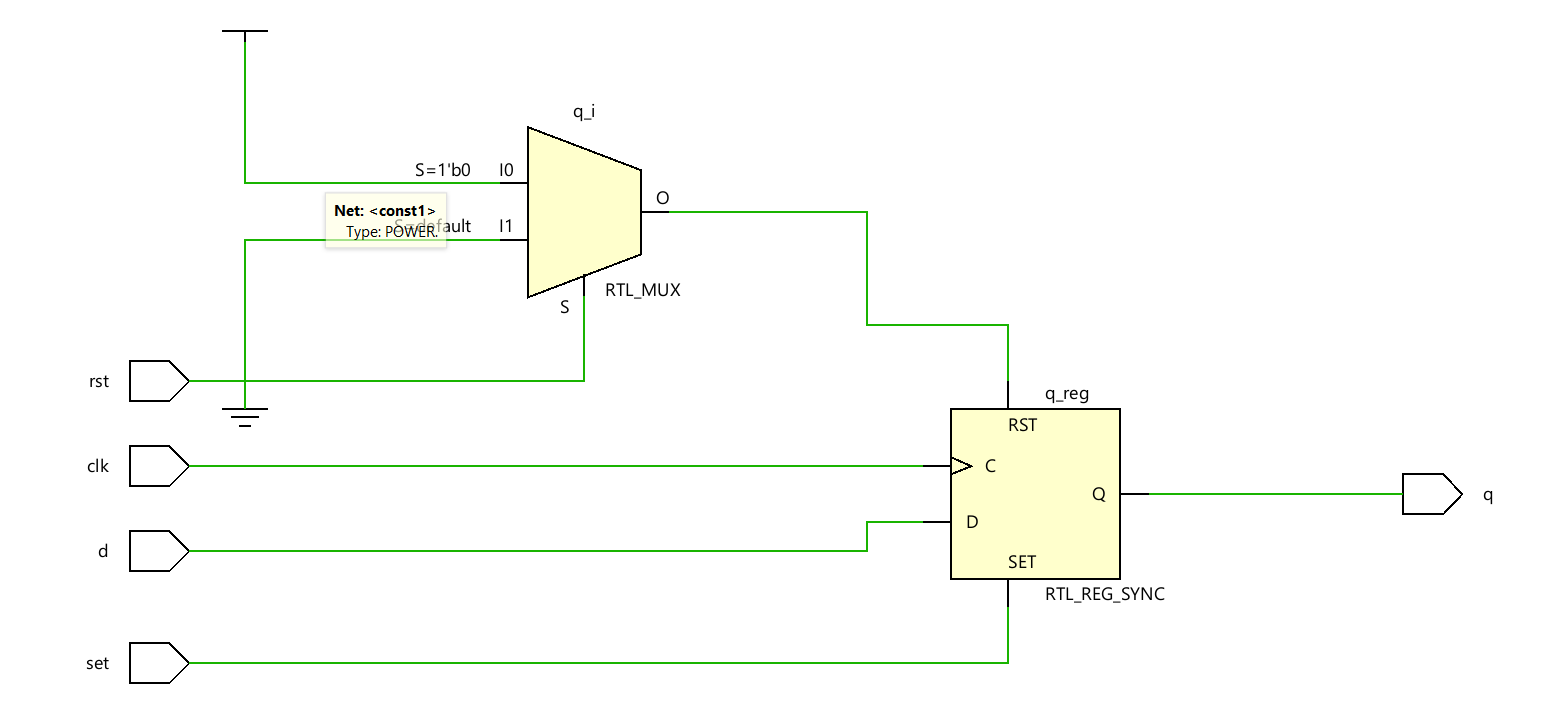 q_i
S=1'b0 I0
Net: <const1>
Type: POWER.
S=default I1
O
RTL_MUX
S
rst
q_reg
RST
clk
C
Q
q
d
D
SET
RTL_REG_SYNC
set